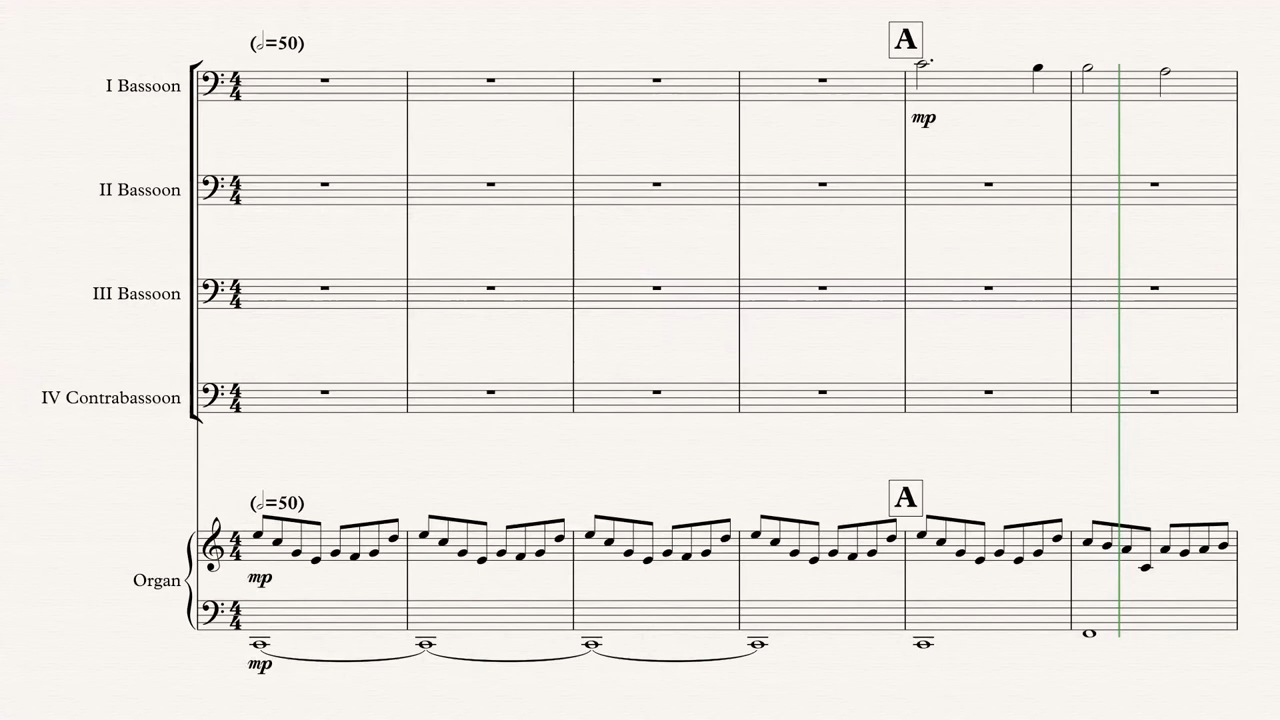 (𝅗𝅥=50)
A
I Bassoon
mp
II Bassoon
III Bassoon
IV Contrabassoon
(𝅗𝅥=50)
A
mp
Organ
mp